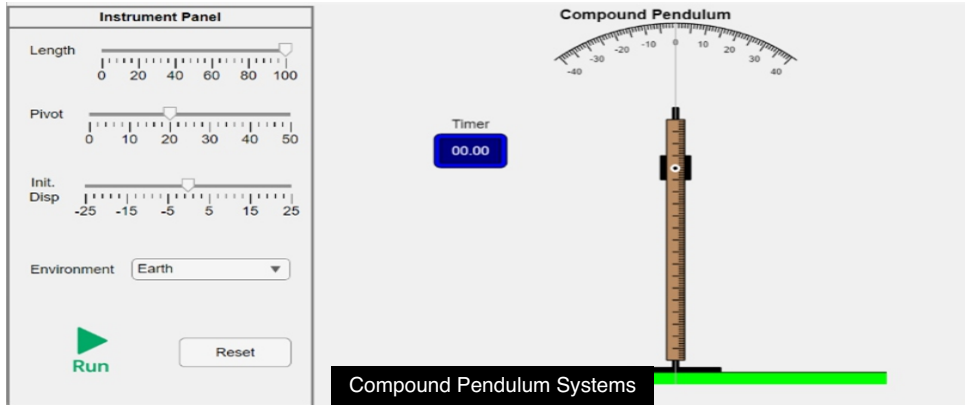 Instrument Panel
Length
0 20 40 60 80 100
Pivot
0 10 20 30 40 50
Init.
Disp
-25 -15 -5 5 15 25
Environment Earth
Run
Reset
Compound Pendulum
-40 -30 -20 -10 0 10 20 30 40
Timer
00.00
Compound Pendulum Systems